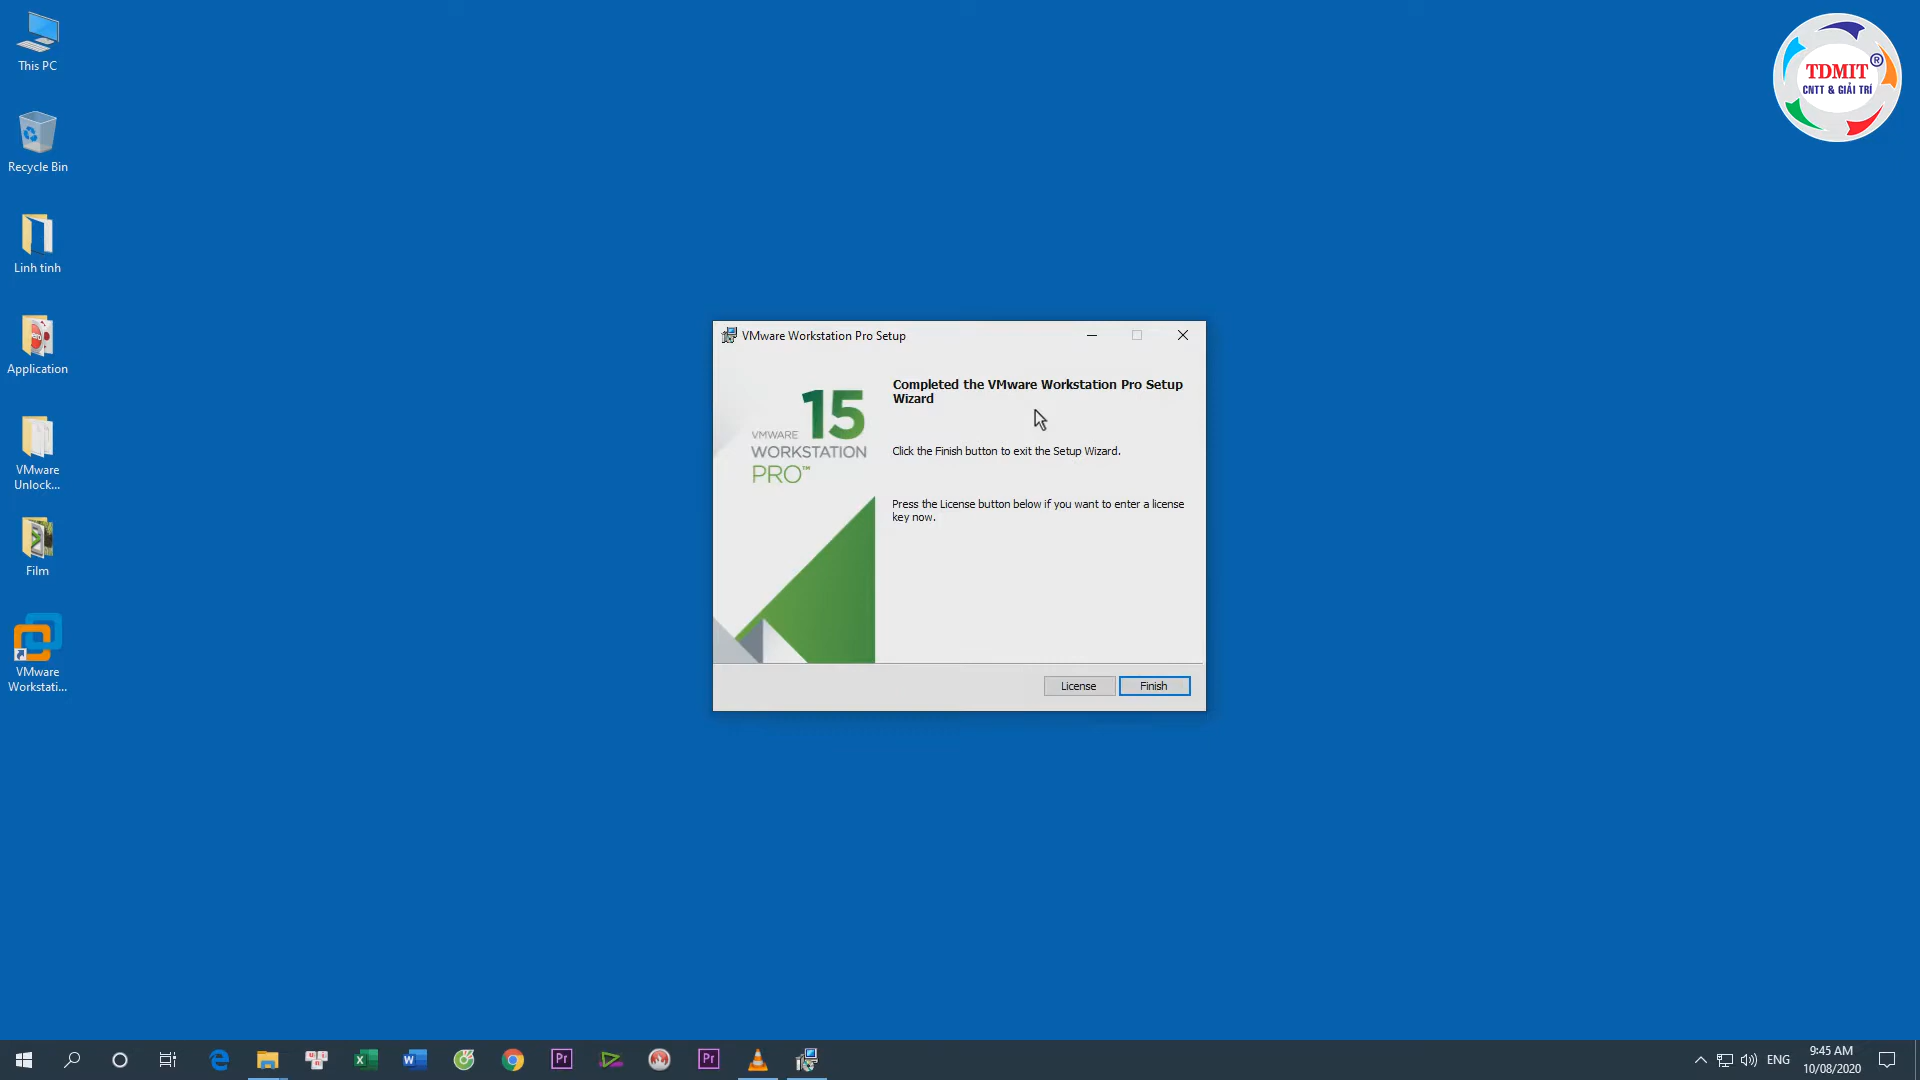 This PC
Recycle Bin
Linh tinh
Application
VMware
Unlock...
Film
VMware
Workstati...
TDMIT ®
CNTT & GIẢI TRÍ
VMware Workstation Pro Setup
15
VMWARE
WORKSTATION
PRO™
Completed the VMware Workstation Pro Setup
Wizard
Click the Finish button to exit the Setup Wizard.
Press the License button below if you want to enter a license
key now.
License
Finish
ENG
9:45 AM
10/08/2020